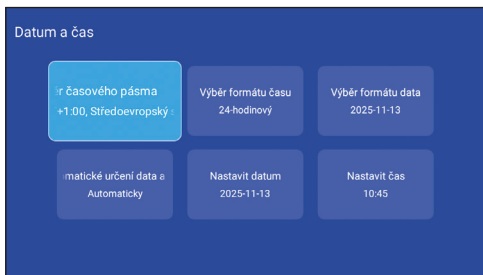 Datum a čas
r časového pásma
Výběr formátu času
Výběr formátu data
+1:00, Středoevropský
24-hodinový
2025-11-13
matické určení data a
Nastavit datum
Nastavit čas
Automaticky
2025-11-13
10:45